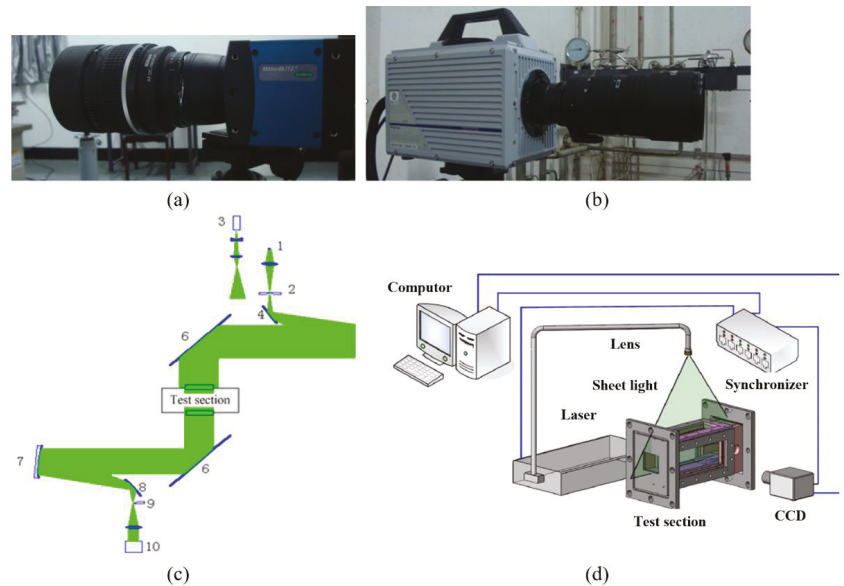 (a)
(b)
3
1
2
4
6
Test section
7
6
8
9
10
(c)
Computor
Lens
Sheet light
Synchronizer
Laser
CCD
Test section
(d)